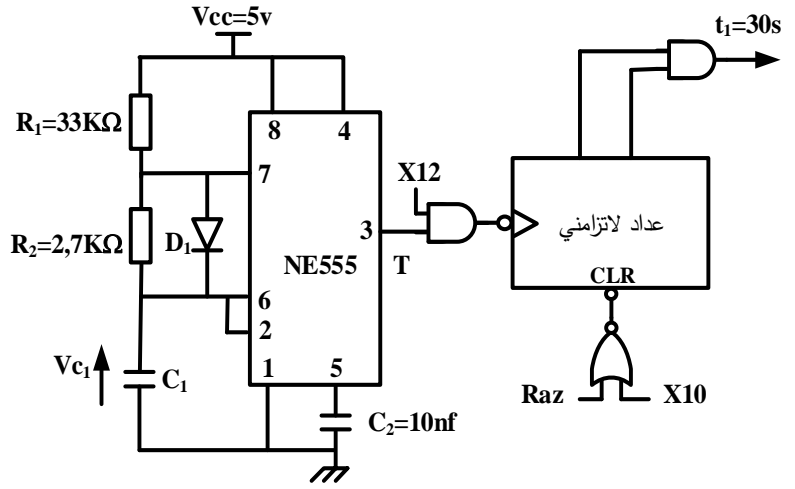 Vcc=5v
t₁=30s
R₁=33KΩ
8
4
7
X12
R₂=2,7KΩ
D₁
3
NE555
T
عداد لاتزامني
6
2
CLR
Vc₁
C₁
1
5
C₂=10nf
Raz
X10